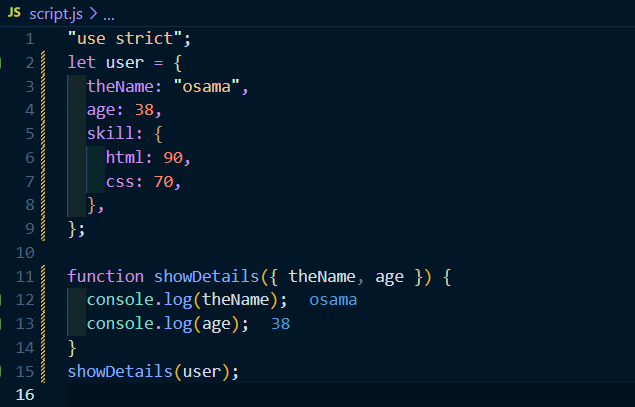 JS script.js > ...
1 "use strict";
2 let user = {
3   theName: "osama",
4   age: 38,
5   skill: {
6     html: 90,
7     css: 70,
8   },
9 };
10
11 function showDetails({ theName, age }) {
12   console.log(theName);  osama
13   console.log(age);  38
14 }
15 showDetails(user);
16